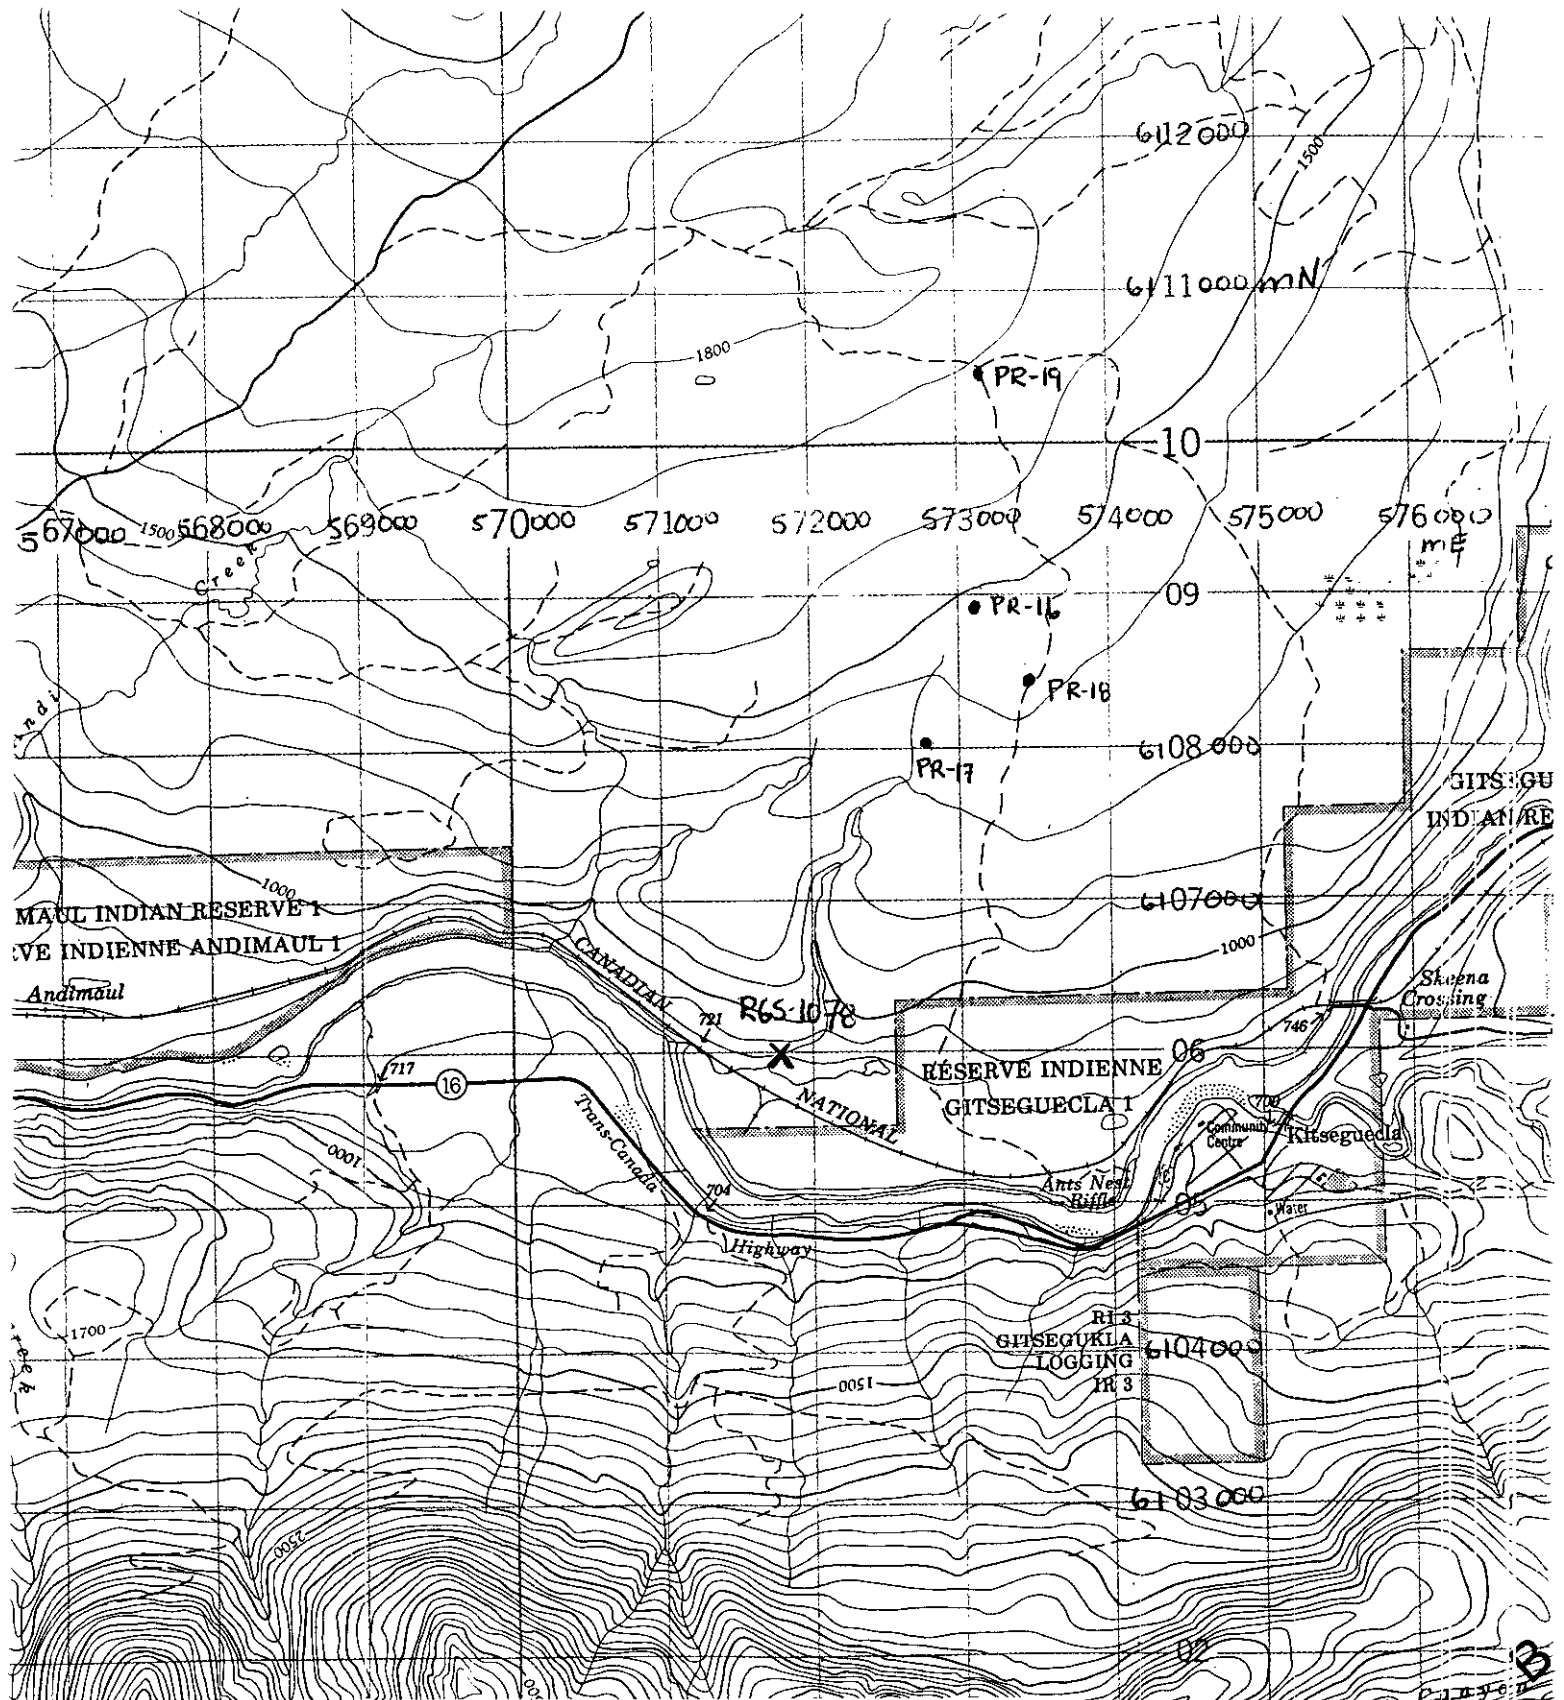 6112000
1500
6111000mN
1800
PR-19
10
567000 1500 568000 569000 570000 571000 572000 573000 574000 575000 576000
mE
Creek
09
PR-16
PR-18
6108000
PR-17
GITSEGU
INDIAN RE
1000
6107000
MAUL INDIAN RESERVE 1
VE INDIENNE ANDIMAUL 1
CANADIAN
1000
Andimaul
Skeena
Crossing
RGS-1078
721
746
06
717
16
RÉSERVE INDIENNE
GITSEGUECLA 1
NATIONAL
700
Trans-Canada
Community
Centre
Kitseguecla
1000
704
Ants Nest
Riffle
05
Water
Highway
1700
RI 3
GITSEGUKLA
LOGGING
IR 3
6104000
reek
1500
6103000
2500
02
B